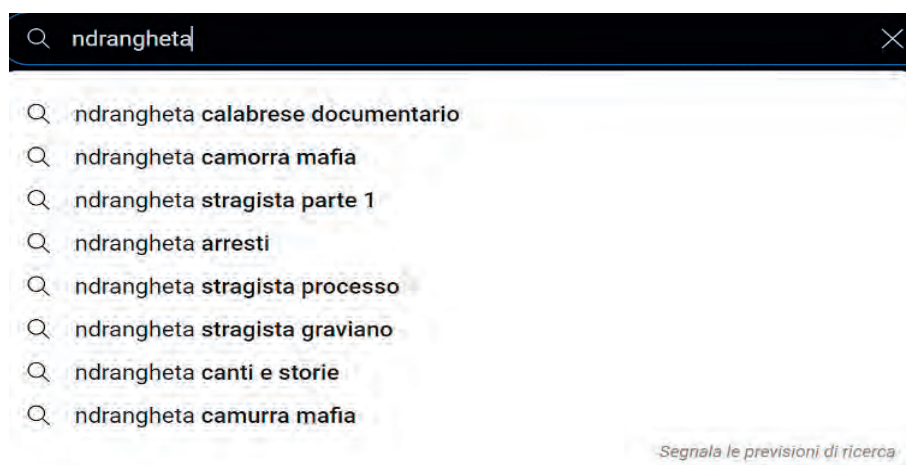 ndrangheta
ndrangheta calabrese documentario
ndrangheta camorra mafia
ndrangheta stragista parte 1
ndrangheta arresti
ndrangheta stragista processo
ndrangheta stragista graviano
ndrangheta canti e storie
ndrangheta camurra mafia
Segnala le previsioni di ricerca